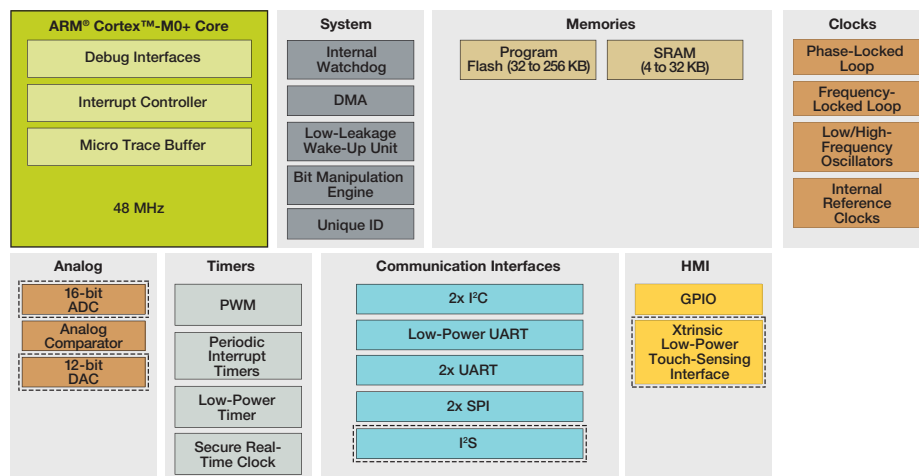 ARM® Cortex™-M0+ Core
Debug Interfaces
Interrupt Controller
Micro Trace Buffer
48 MHz
System
Internal
Watchdog
DMA
Low-Leakage
Wake-Up Unit
Bit Manipulation
Engine
Unique ID
Memories
Program
Flash (32 to 256 KB)
SRAM
(4 to 32 KB)
Clocks
Phase-Locked
Loop
Frequency-
Locked Loop
Low/High-
Frequency
Oscillators
Internal
Reference
Clocks
Analog
16-bit
ADC
Analog
Comparator
12-bit
DAC
Timers
PWM
Periodic
Interrupt
Timers
Low-Power
Timer
Secure Real-
Time Clock
Communication Interfaces
2x I²C
Low-Power UART
2x UART
2x SPI
I²S
HMI
GPIO
Xtrinsic
Low-Power
Touch-Sensing
Interface